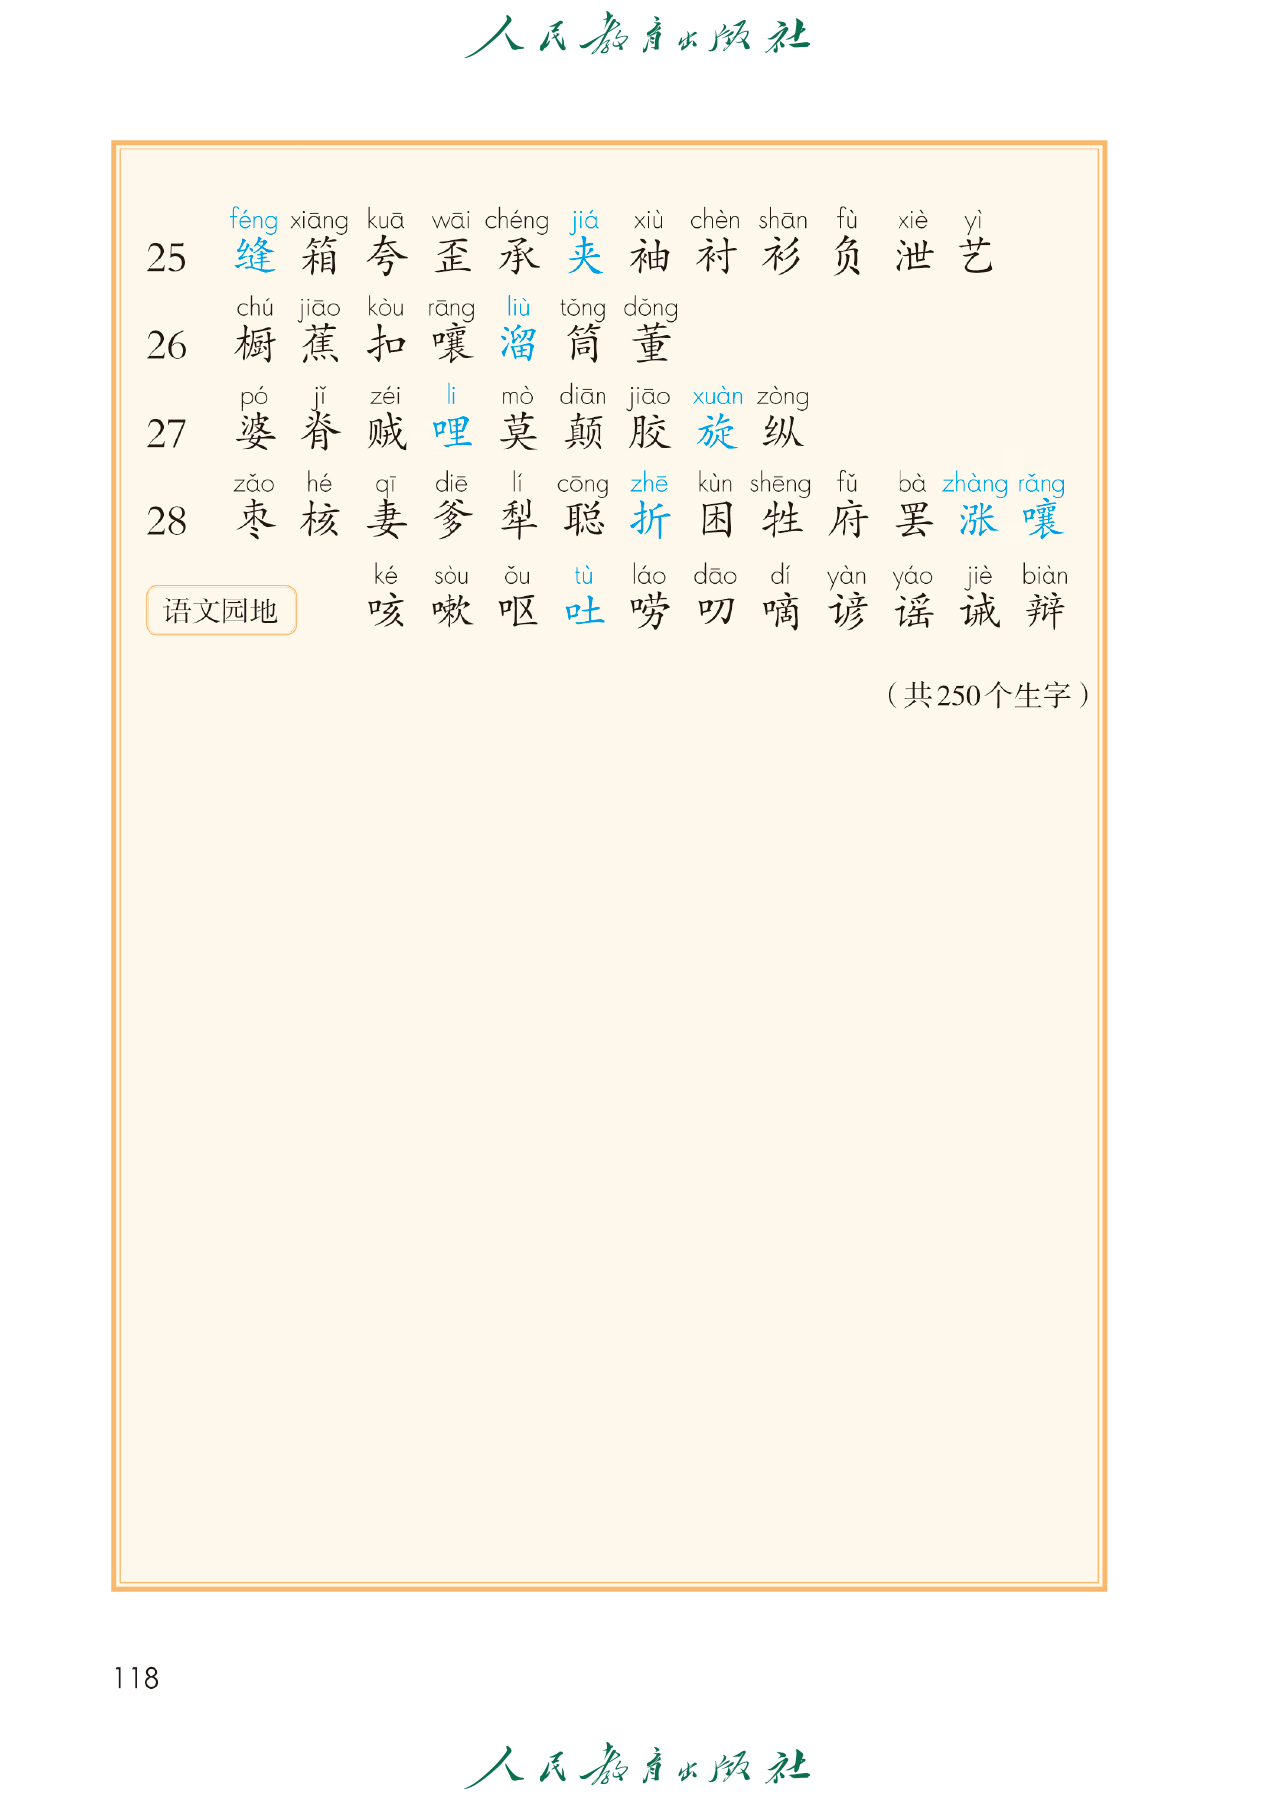 人民教育出版社
féng xiāng kuā wāi chéng jiá xiù chèn shān fù xiè yì
25 缝 箱 夸 歪 承 夹 袖 衬 衫 负 泄 艺
chú jiāo kòu rāng liù tǒng dǒng
26 橱 蕉 扣 嚷 溜 筒 董
pó jǐ zéi li mò diān jiāo xuàn zòng
27 婆 脊 贼 哩 莫 颠 胶 旋 纵
zǎo hé qī diē lí cōng zhē kùn shēng fǔ bà zhàng rǎng
28 枣 核 妻 爹 犁 聪 折 困 牲 府 罢 涨 嚷
ké sòu ǒu tù láo dāo dí yàn yáo jiè biàn
语文园地 咳 嗽 呕 吐 唠 叨 嘀 谚 谣 诫 辩
（共250个生字）
118
人民教育出版社